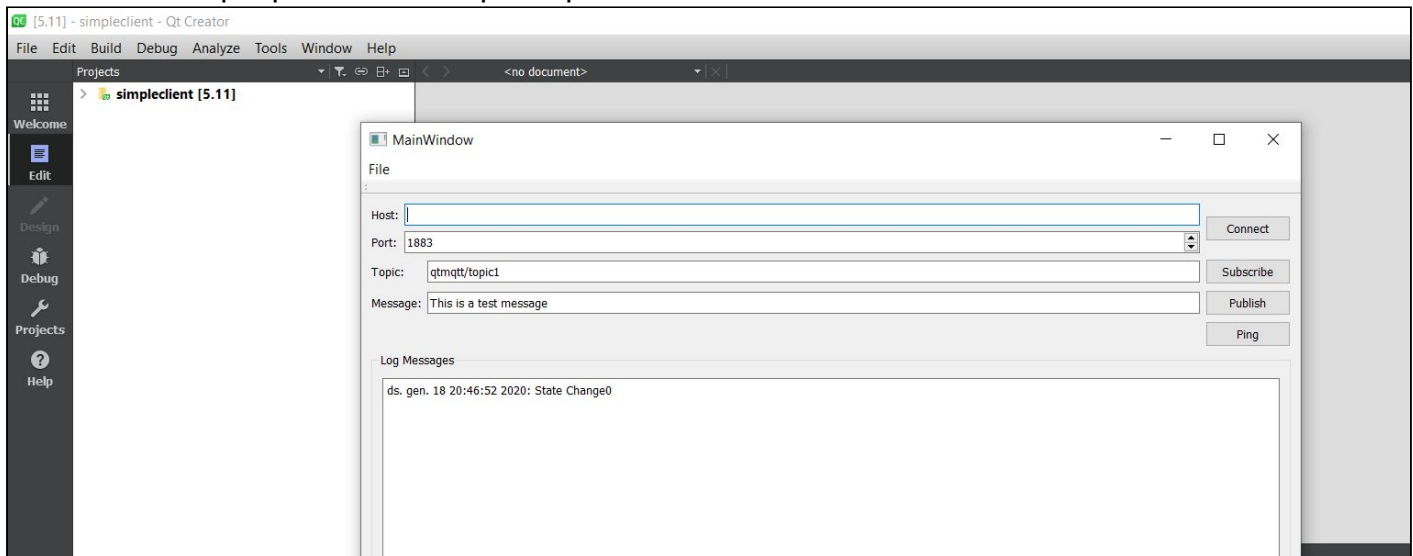 [5.11] - simpleclient - Qt Creator
File Edit Build Debug Analyze Tools Window Help
Projects <no document>
simpleclient [5.11]
Welcome
Edit
Design
Debug
Projects
Help
MainWindow
File
Host:
Connect
Port: 1883
Topic: qtmqtt/topic1 Subscribe
Message: This is a test message Publish
Ping
Log Messages
ds. gen. 18 20:46:52 2020: State Change0